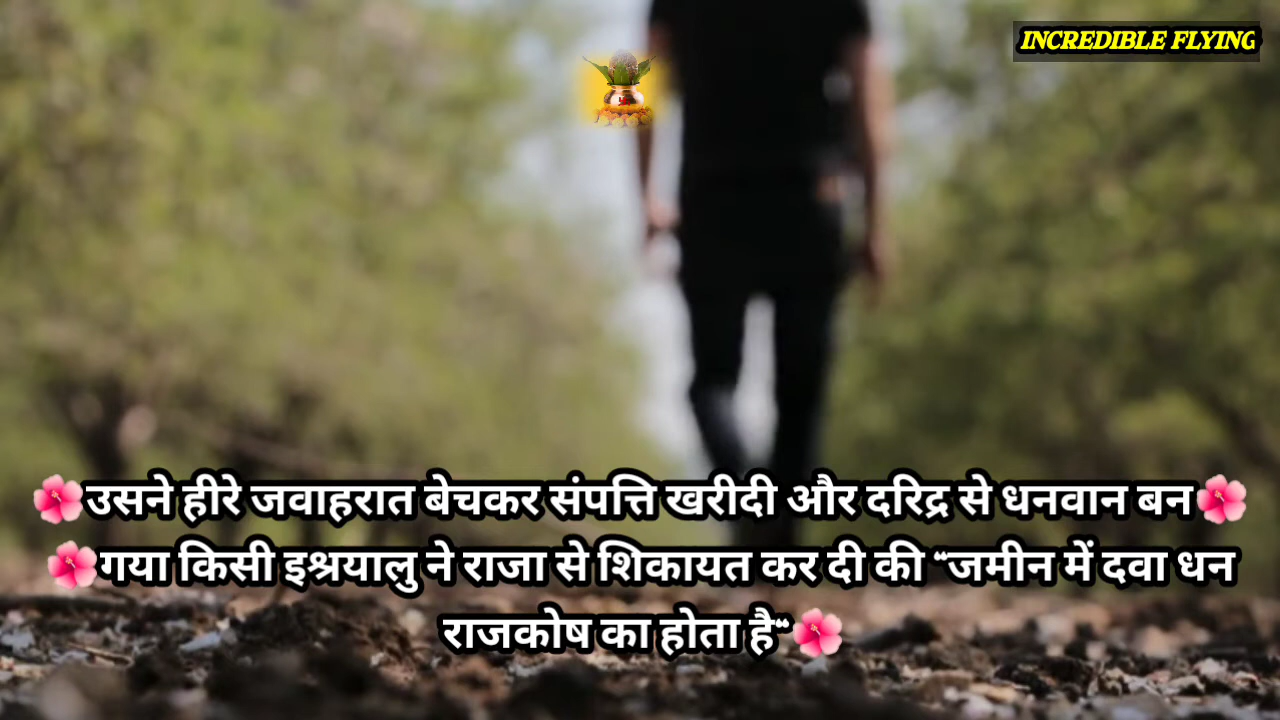 INCREDIBLE FLYING
🌺उसने हीरे जवाहरात बेचकर संपत्ति खरीदी और दरिद्र से धनवान बन🌺
🌺गया किसी इश्रयालु ने राजा से शिकायत कर दी की “जमीन में दवा धन
राजकोष का होता है“🌺